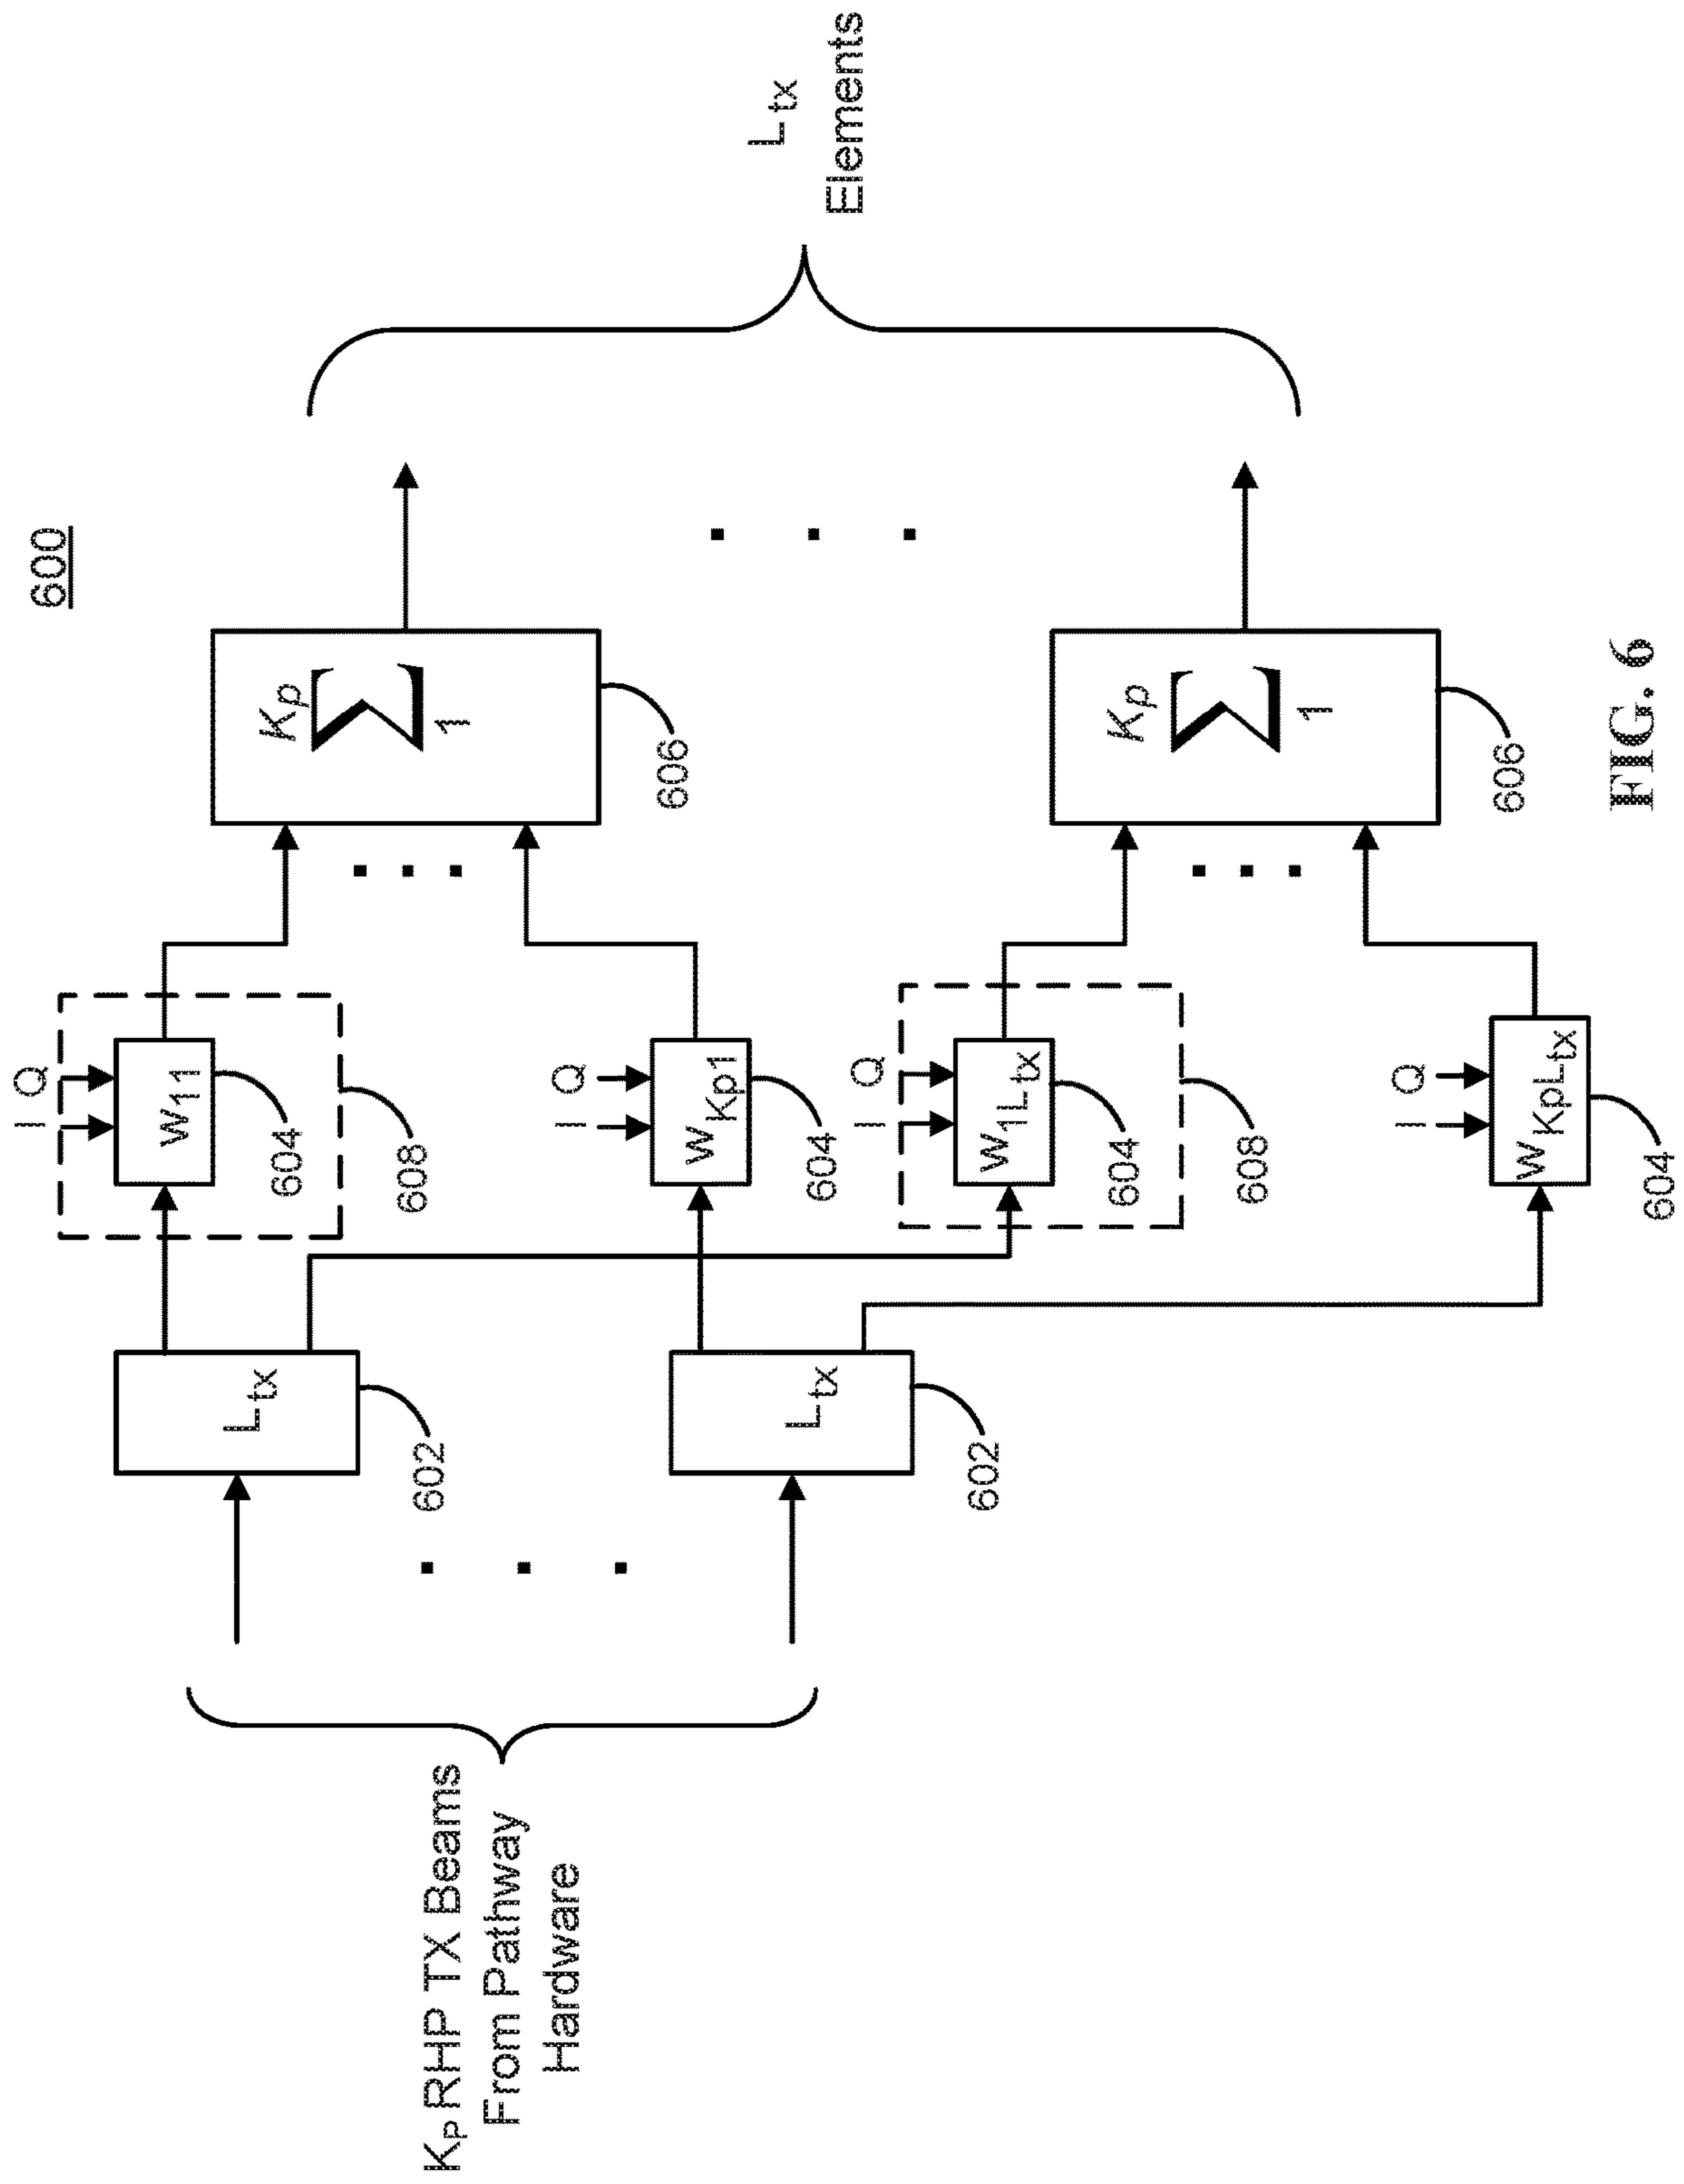 600
I Q
W11
604
608
Ltx
602
Kp
∑
1
606
I Q
WKp1
604
Kp RHP TX Beams
From Pathway
Hardware
Ltx
602
Ltx
Elements
I Q
W1Ltx
604
608
Kp
∑
1
606
I Q
WKpLtx
604
FIG. 6